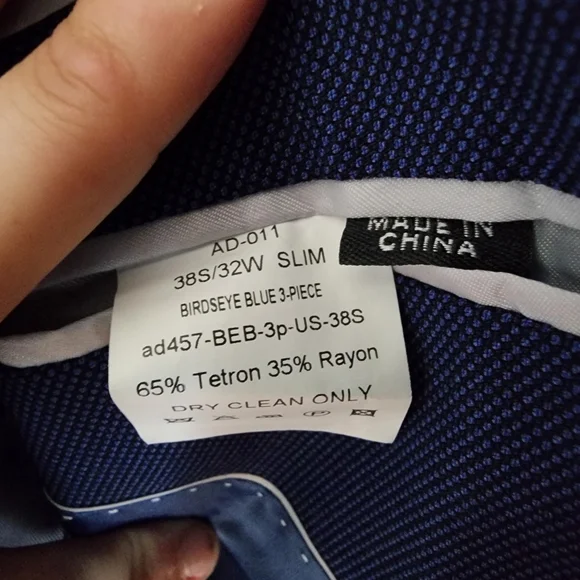 AD-011
38S/32W SLIM
BIRDSEYE BLUE 3-PIECE
ad457-BEB-3p-US-38S
65% Tetron 35% Rayon
DRY CLEAN ONLY
MADE IN
CHINA